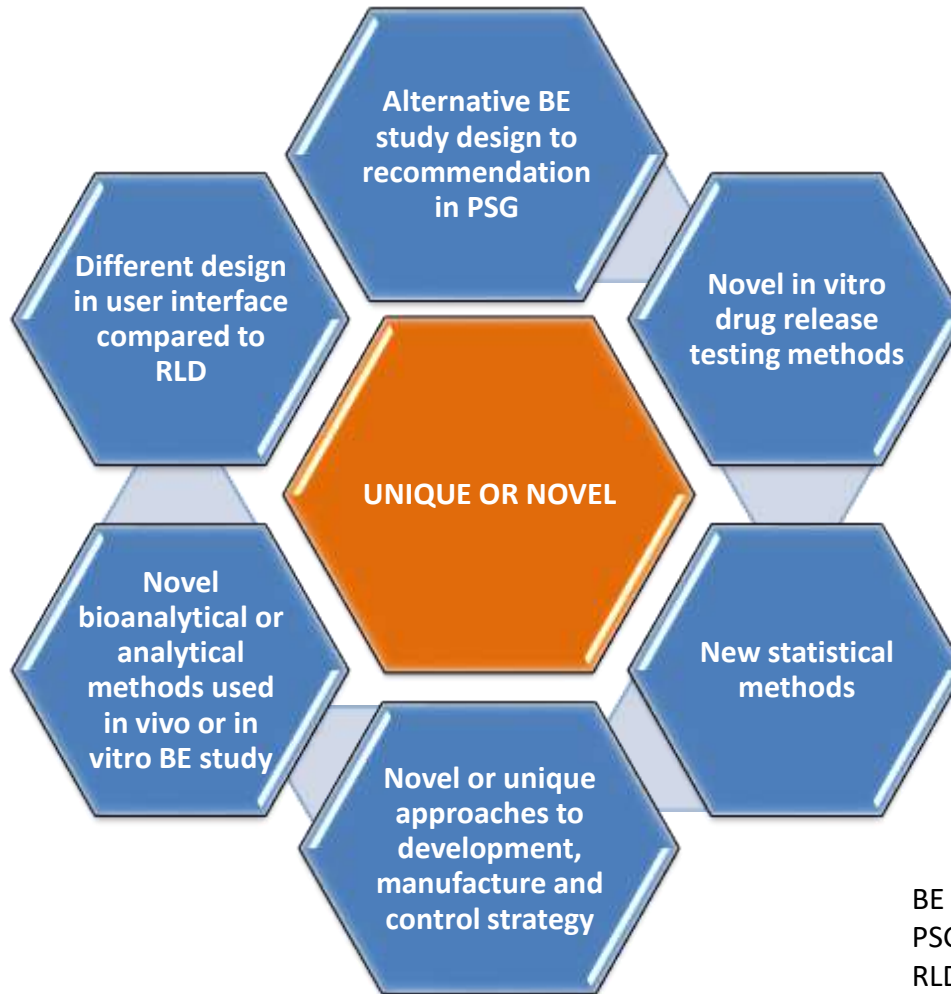 Alternative BE
study design to
recommendation
in PSG
Novel in vitro
drug release
testing methods
New statistical
methods
Novel or unique
approaches to
development,
manufacture and
control strategy
Novel
bioanalytical or
analytical
methods used
in vivo or in
vitro BE study
Different design
in user interface
compared to
RLD
UNIQUE OR NOVEL
BE
RLD